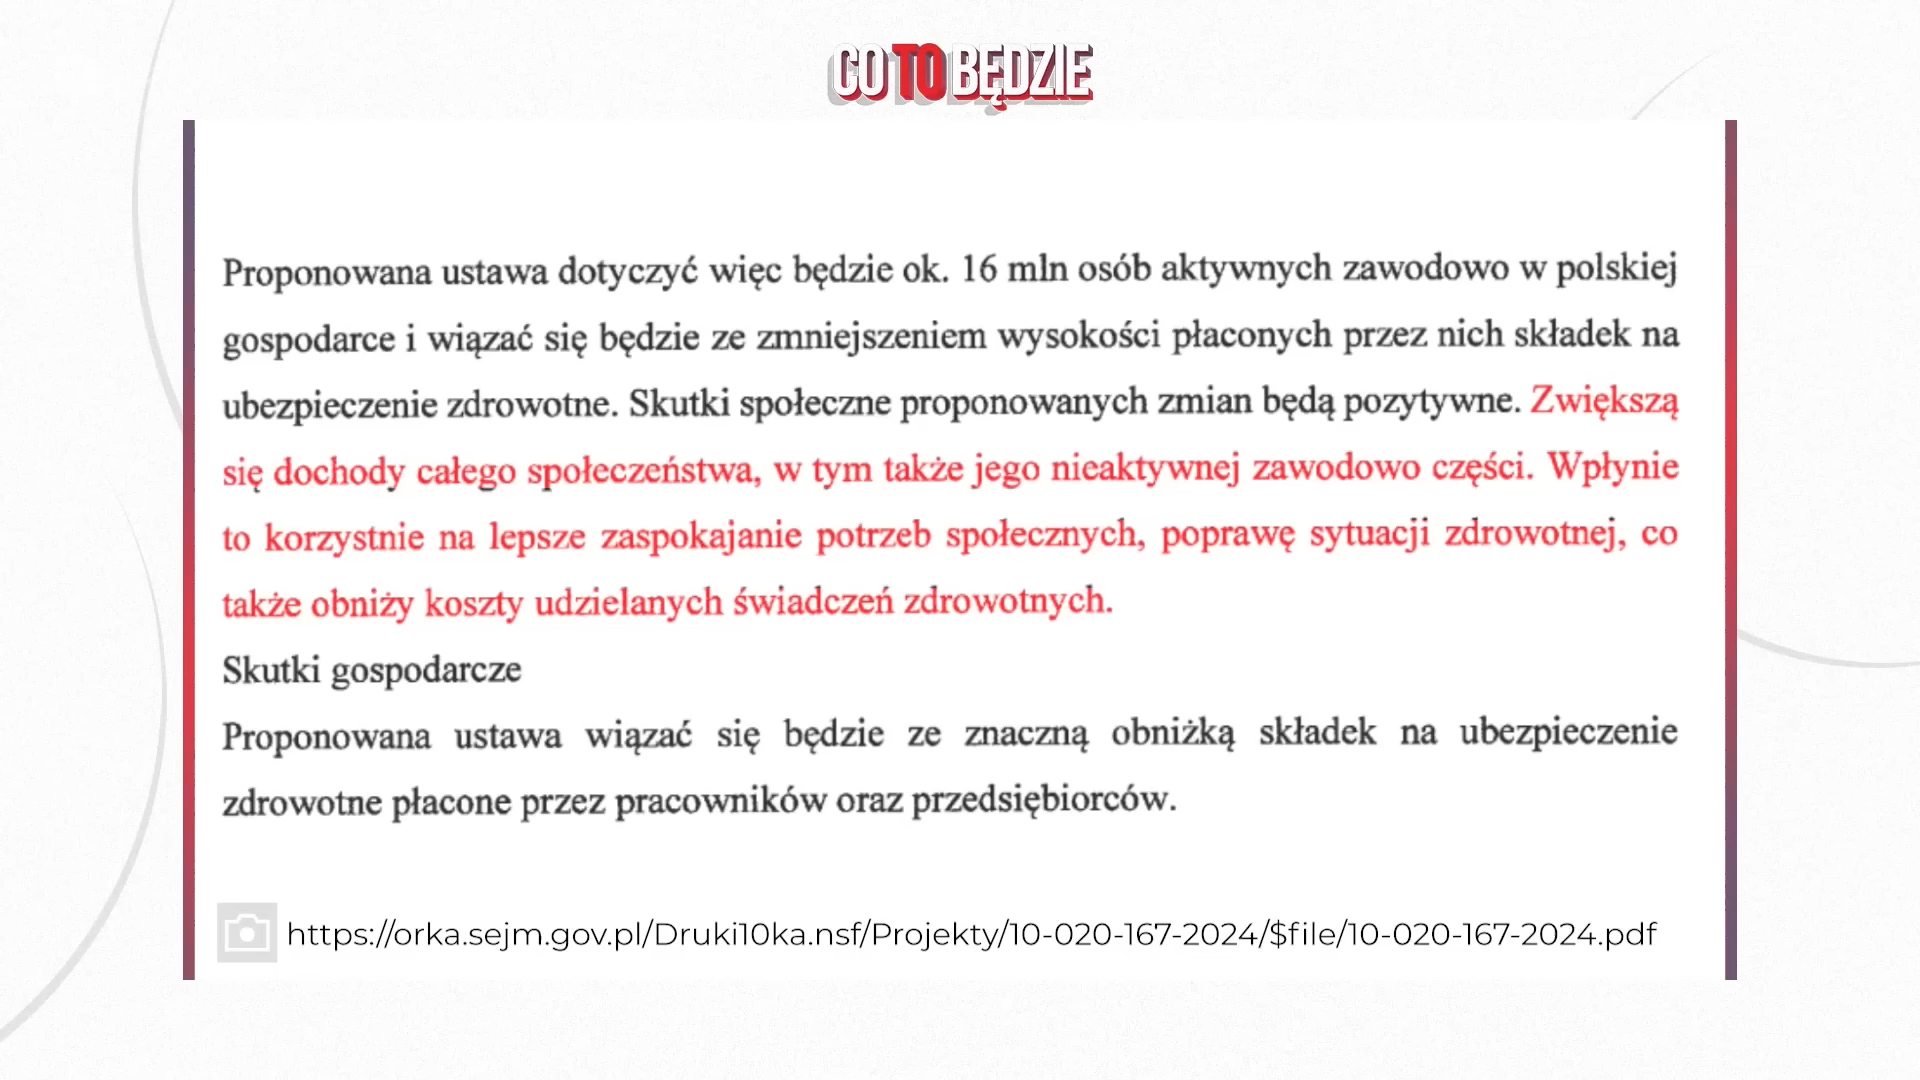 CO TO BĘDZIE
Proponowana ustawa dotyczyć więc będzie ok. 16 mln osób aktywnych zawodowo w polskiej
gospodarce i wiązać się będzie ze zmniejszeniem wysokości płaconych przez nich składek na
ubezpieczenie zdrowotne. Skutki społeczne proponowanych zmian będą pozytywne. Zwiększą
się dochody całego społeczeństwa, w tym także jego nieaktywnej zawodowo części. Wpłynie
to korzystnie na lepsze zaspokajanie potrzeb społecznych, poprawę sytuacji zdrowotnej, co
także obniży koszty udzielanych świadczeń zdrowotnych.
Skutki gospodarcze
Proponowana ustawa wiązać się będzie ze znaczną obniżką składek na ubezpieczenie
zdrowotne płacone przez pracowników oraz przedsiębiorców.
https://orka.sejm.gov.pl/Druki10ka.nsf/Projekty/10-020-167-2024/$file/10-020-167-2024.pdf